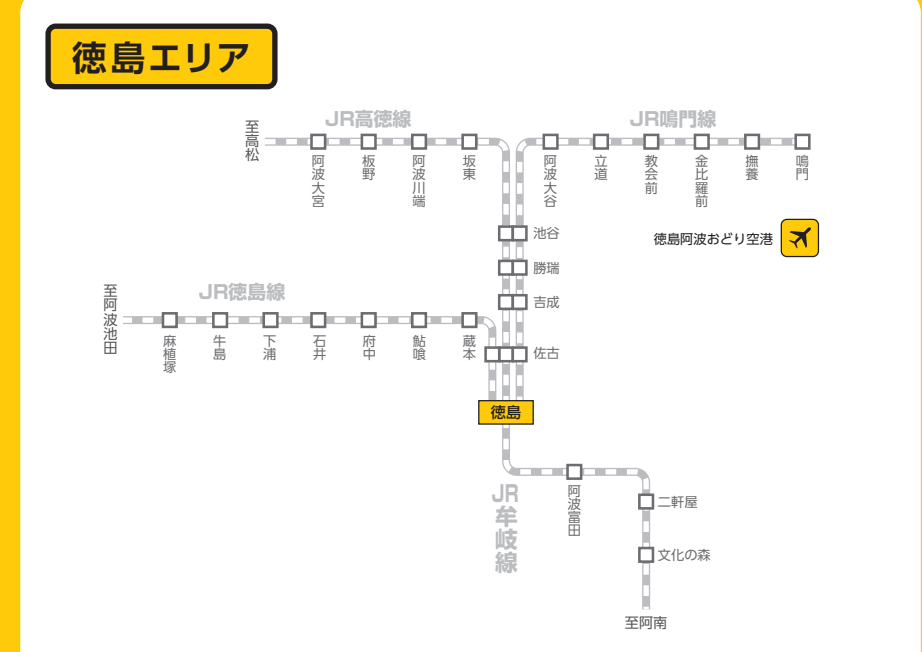 徳島エリア
JR高徳線
JR鳴門線
至高松
阿波大宮
板野
阿波川端
坂東
阿波大谷
立道
教会前
金比羅前
撫養
鳴門
池谷
徳島阿波おどり空港
勝瑞
吉成
JR徳島線
至阿波池田
麻植塚
牛島
下浦
石井
府中
鮎喰
蔵本
佐古
徳島
JR牟岐線
阿波富田
二軒屋
文化の森
至阿南